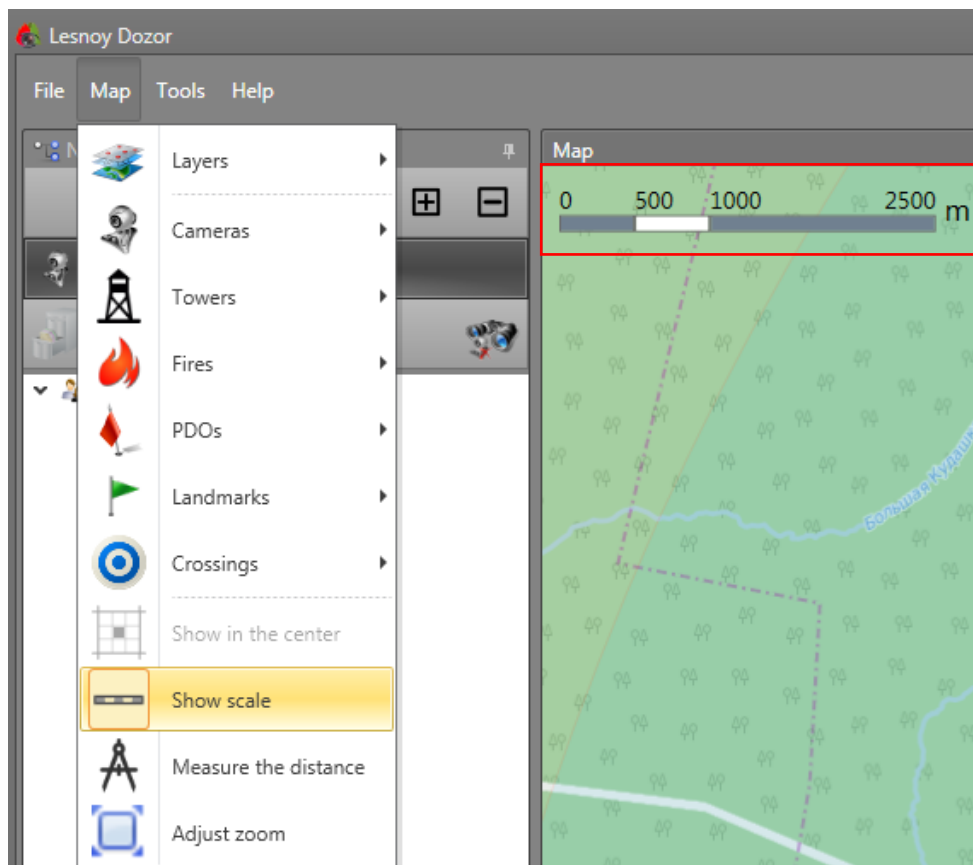 Lesnoy Dozor
File Map Tools Help
Map
Layers
Cameras
Towers
Fires
PDOs
Landmarks
Crossings
Show in the center
Show scale
Measure the distance
Adjust zoom
0 500 1000 2500 m
Большая